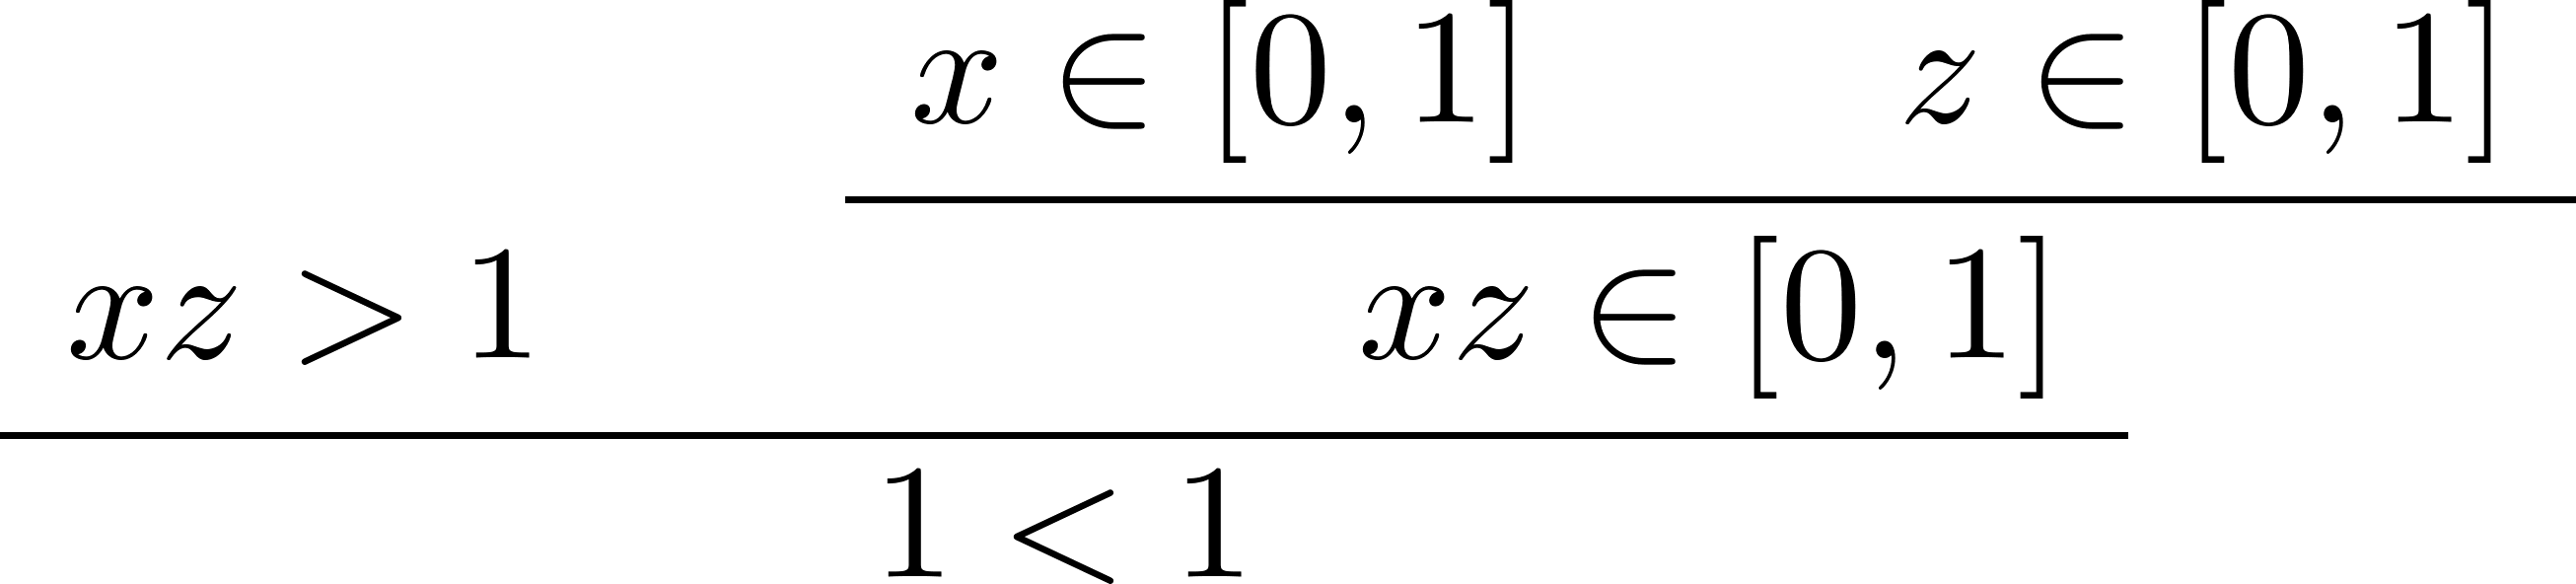 x ∈ [0, 1] z ∈ [0, 1]
xz > 1 xz ∈ [0, 1]
1 < 1